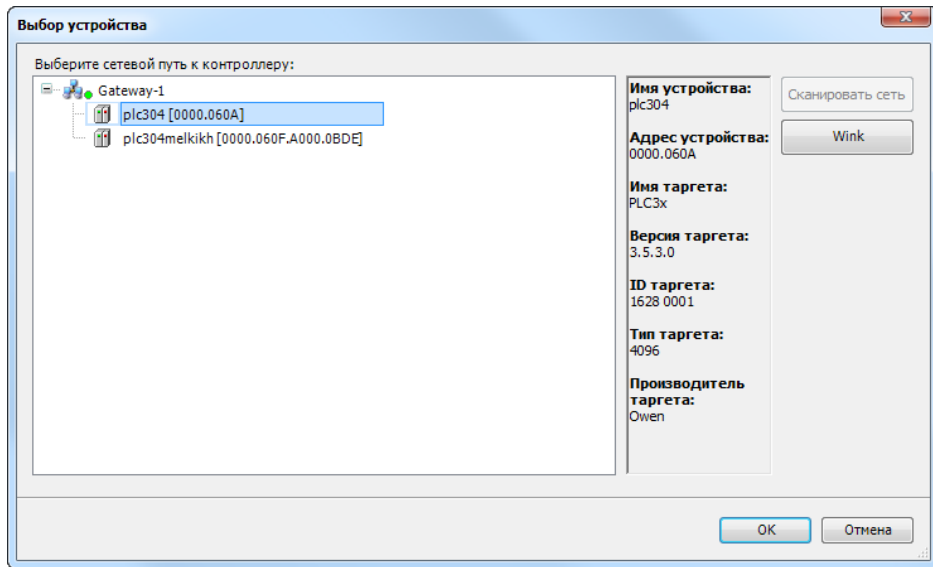 Выбор устройства
Выберите сетевой путь к контроллеру:
Gateway-1
plc304 [0000.060A]
plc304melkikh [0000.060F.A000.0BDE]
Имя устройства:
plc304
Адрес устройства:
0000.060A
Имя таргета:
PLC3x
Версия таргета:
3.5.3.0
ID таргета:
1628 0001
Тип таргета:
4096
Производитель
таргета:
Owen
Сканировать сеть
Wink
OK
Отмена